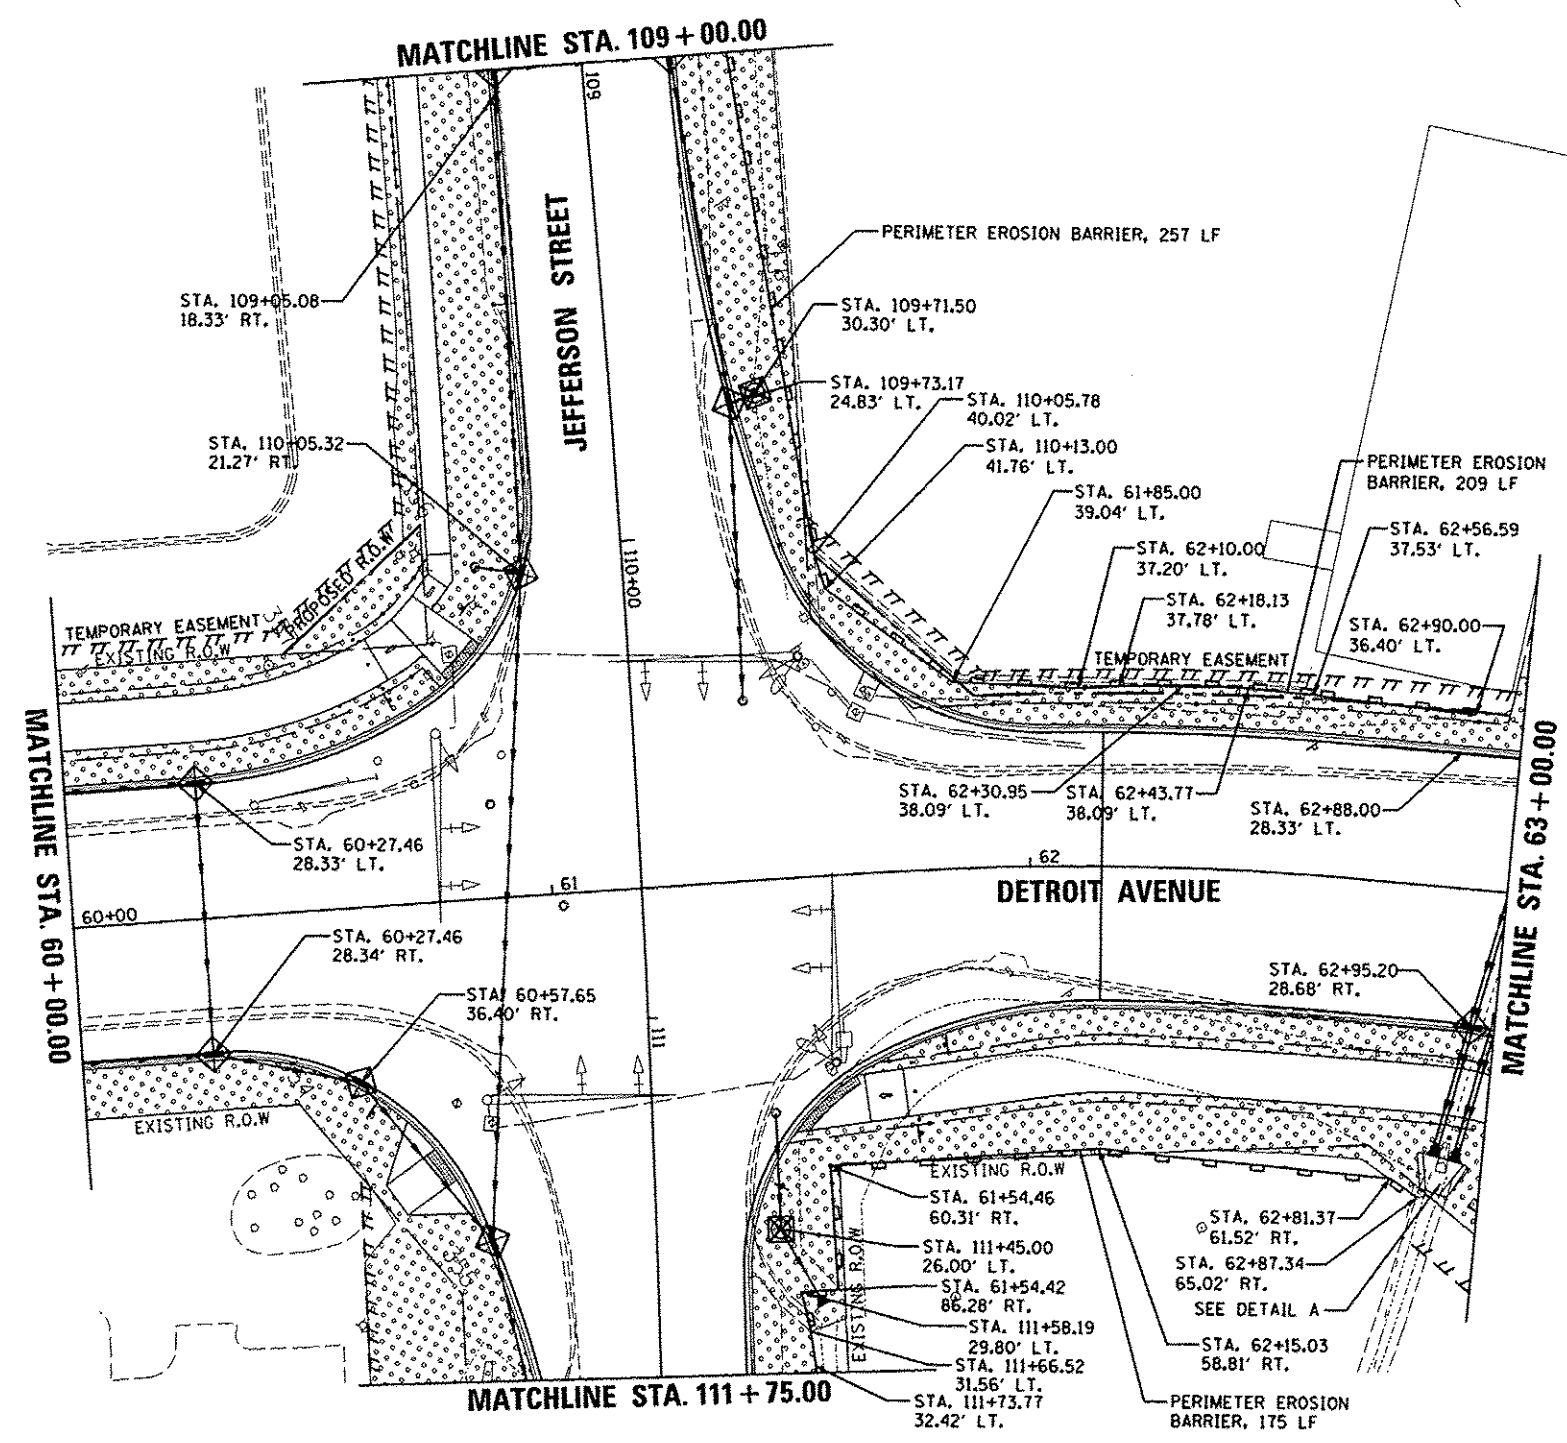 MATCHLINE STA. 109 + 00.00
109
JEFFERSON STREET
PERIMETER EROSION BARRIER, 257 LF
STA. 109+05.08
18.33' RT.
STA. 109+71.50
30.30' LT.
STA. 109+73.17
24.83' LT.
STA. 110+05.78
40.02' LT.
STA. 110+05.32
21.27' RT.
STA. 110+13.00
41.76' LT.
PERIMETER EROSION
BARRIER, 209 LF
STA. 61+85.00
39.04' LT.
STA. 62+56.59
37.53' LT.
STA. 62+10.00
37.20' LT.
110+00
STA. 62+18.13
37.78' LT.
STA. 62+90.00
36.40' LT.
PROPOSED R.O.W
TEMPORARY EASEMENT
EXISTING R.O.W
TEMPORARY EASEMENT
MATCHLINE STA. 60 + 00.00
MATCHLINE STA. 63 + 00.00
STA. 62+30.95
38.09' LT.
STA. 62+43.77
38.09' LT.
STA. 62+88.00
28.33' LT.
STA. 60+27.46
28.33' LT.
60+00
61
62
DETROIT AVENUE
STA. 60+27.46
28.34' RT.
STA. 60+57.65
36.40' RT.
STA. 62+95.20
28.68' RT.
111
EXISTING R.O.W
EXISTING R.O.W
STA. 61+54.46
60.31' RT.
STA. 62+81.37
61.52' RT.
STA. 111+45.00
26.00' LT.
STA. 62+87.34
65.02' RT.
STA. 61+54.42
86.28' RT.
EXISTING R.O.W
SEE DETAIL A
STA. 111+58.19
29.80' LT.
STA. 62+15.03
58.81' RT.
STA. 111+66.52
31.56' LT.
STA. 111+73.77
32.42' LT.
PERIMETER EROSION
BARRIER, 175 LF
MATCHLINE STA. 111 + 75.00